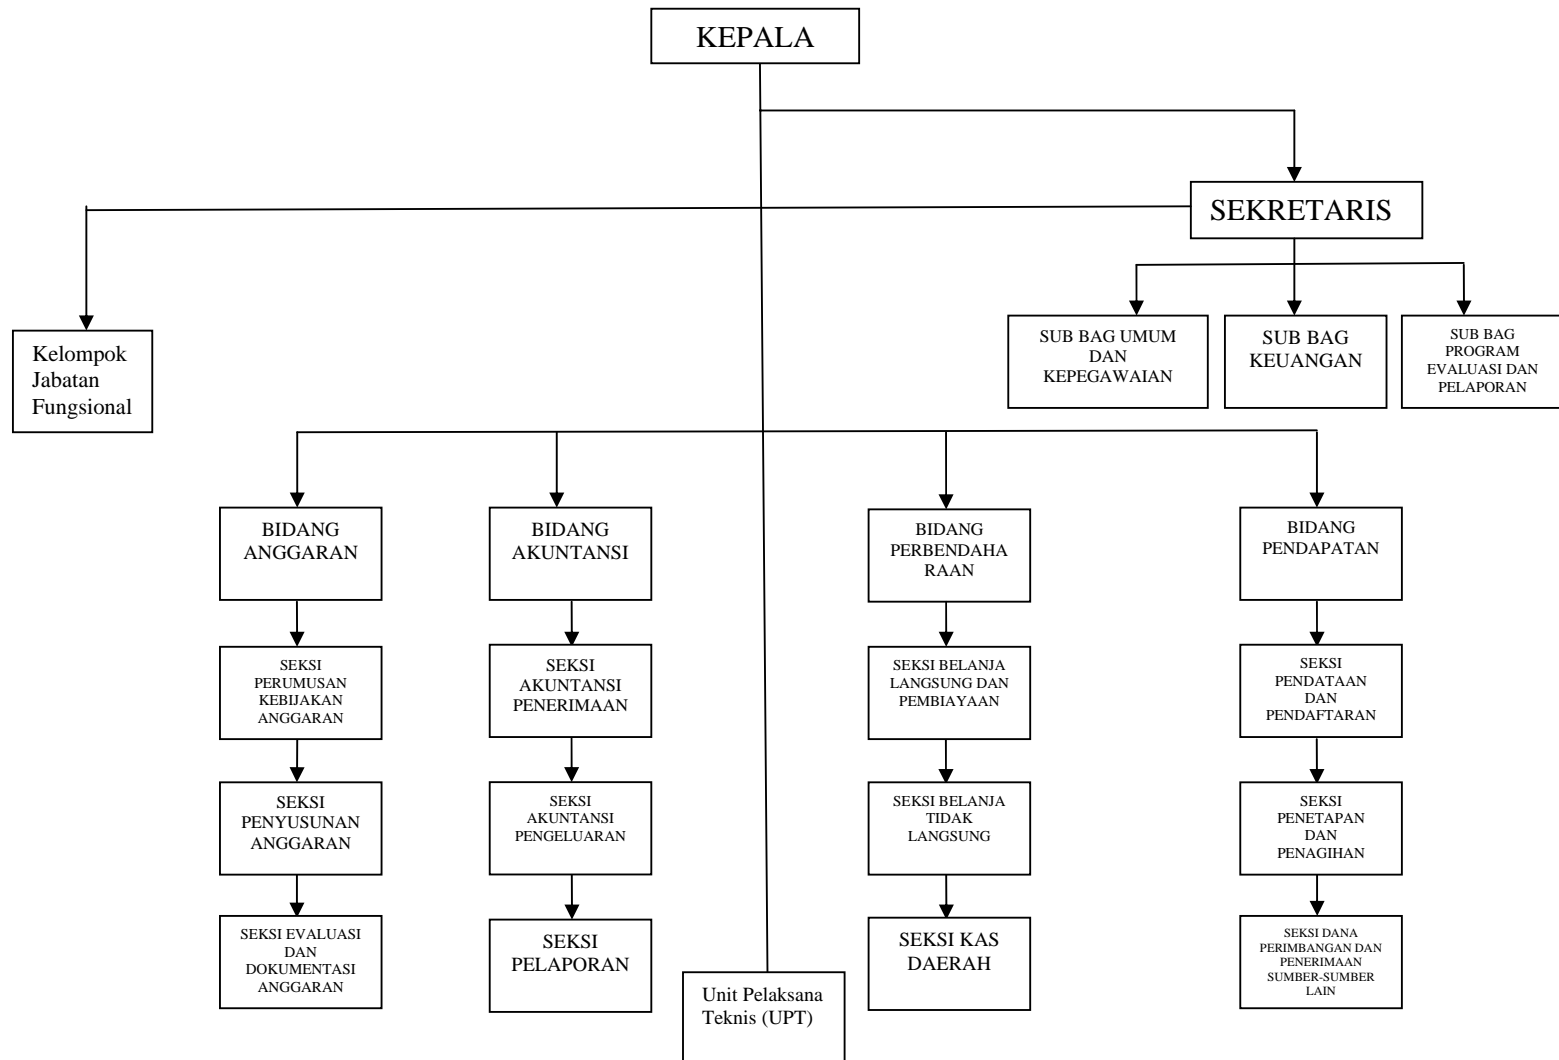 KEPALA
SEKRETARIS
SUB BAG UMUM
DAN
KEPEGAWAIAN
SUB BAG
KEUANGAN
SUB BAG
PROGRAM
EVALUASI DAN
PELAPORAN
Kelompok
Jabatan
Fungsional
BIDANG
ANGGARAN
BIDANG
AKUNTANSI
BIDANG
PERBENDAHA
RAAN
BIDANG
PENDAPATAN
SEKSI
PERUMUSAN
KEBIJAKAN
ANGGARAN
SEKSI
AKUNTANSI
PENERIMAAN
SEKSI BELANJA
LANGSUNG DAN
PEMBIAYAAN
SEKSI
PENDATAAN
DAN
PENDAFTARAN
SEKSI
PENYUSUNAN
ANGGARAN
SEKSI
AKUNTANSI
PENGELUARAN
SEKSI BELANJA
TIDAK
LANGSUNG
SEKSI
PENETAPAN
DAN
PENAGIHAN
SEKSI EVALUASI
DAN
DOKUMENTASI
ANGGARAN
SEKSI
PELAPORAN
SEKSI KAS
DAERAH
SEKSI DANA
PERIMBANGAN DAN
PENERIMAAN
SUMBER-SUMBER
LAIN
Unit Pelaksana
Teknis (UPT)